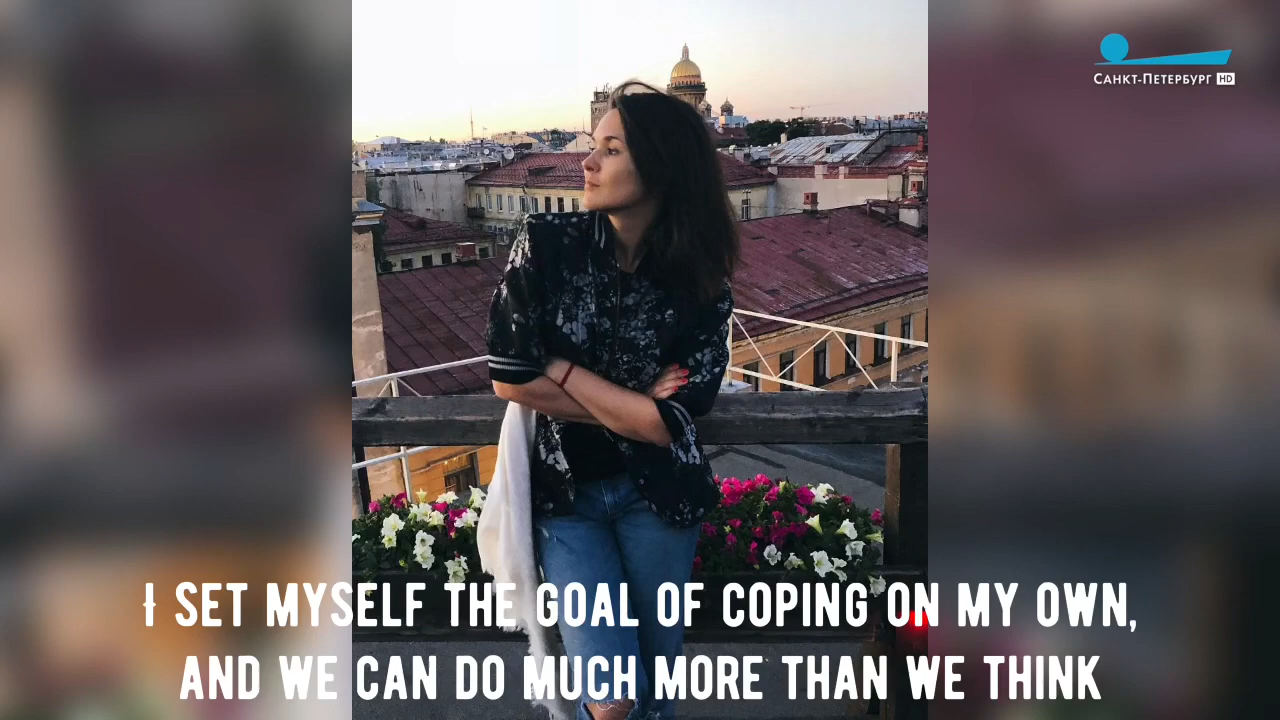 Санкт-Петербург HD
I SET MYSELF THE GOAL OF COPING ON MY OWN,
AND WE CAN DO MUCH MORE THAN WE THINK